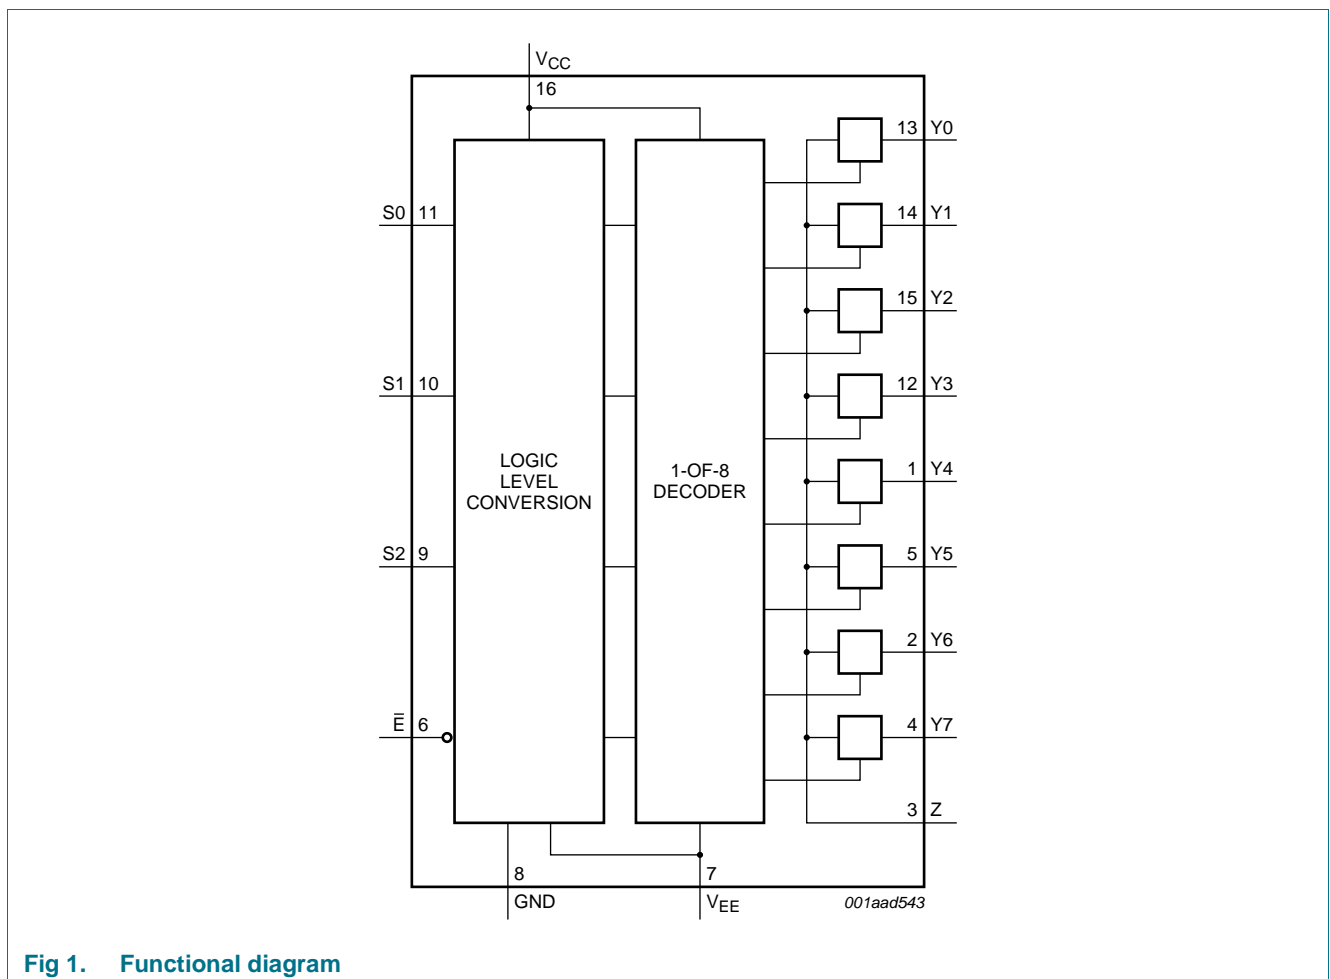 VCC
16
13 Y0
S0 11
14 Y1
15 Y2
S1 10
12 Y3
LOGIC
LEVEL
CONVERSION
1-OF-8
DECODER
1 Y4
S2 9
5 Y5
2 Y6
E̅ 6
4 Y7
3 Z
8
7
GND
VEE
001aad543
Fig 1. Functional diagram